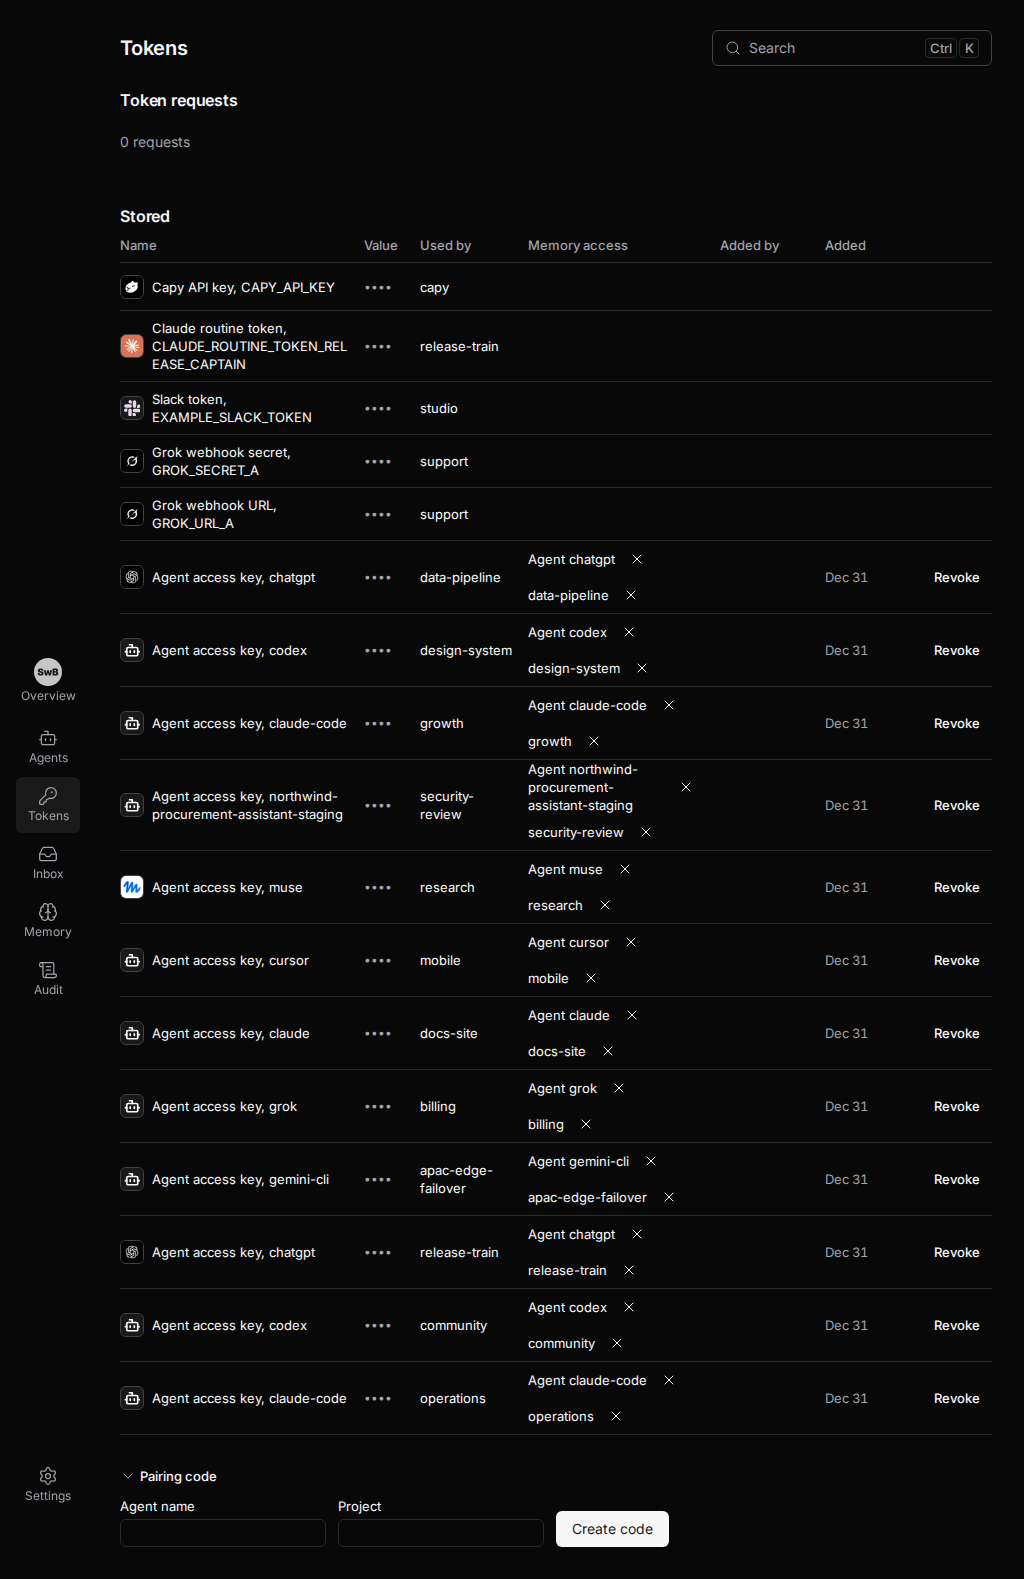 Tokens
Search
Ctrl K
Token requests
0 requests
Stored
Name Value Used by Memory access Added by Added
Capy API key, CAPY_API_KEY •••• capy
Claude routine token,
CLAUDE_ROUTINE_TOKEN_REL
EASE_CAPTAIN
•••• release-train
Slack token,
EXAMPLE_SLACK_TOKEN
•••• studio
Grok webhook secret,
GROK_SECRET_A
•••• support
Grok webhook URL,
GROK_URL_A
•••• support
Agent access key, chatgpt •••• data-pipeline
Agent chatgpt
data-pipeline
Dec 31 Revoke
Agent access key, codex •••• design-system
Agent codex
design-system
Dec 31 Revoke
Agent access key, claude-code •••• growth
Agent claude-code
growth
Dec 31 Revoke
Agent access key, northwind-
procurement-assistant-staging
••••
security-
review
Agent northwind-
procurement-
assistant-staging
security-review
Dec 31 Revoke
Agent access key, muse •••• research
Agent muse
research
Dec 31 Revoke
Agent access key, cursor •••• mobile
Agent cursor
mobile
Dec 31 Revoke
Agent access key, claude •••• docs-site
Agent claude
docs-site
Dec 31 Revoke
Agent access key, grok •••• billing
Agent grok
billing
Dec 31 Revoke
Agent access key, gemini-cli ••••
apac-edge-
failover
Agent gemini-cli
apac-edge-failover
Dec 31 Revoke
Agent access key, chatgpt •••• release-train
Agent chatgpt
release-train
Dec 31 Revoke
Agent access key, codex •••• community
Agent codex
community
Dec 31 Revoke
Agent access key, claude-code •••• operations
Agent claude-code
operations
Dec 31 Revoke
Pairing code
Agent name
Project
Create code
SwB
Overview
Agents
Tokens
Inbox
Memory
Audit
Settings